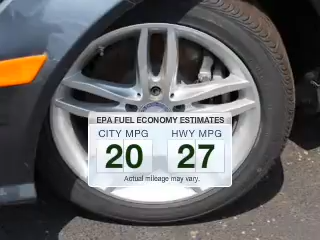 EPA FUEL ECONOMY ESTIMATES
CITY MPG HWY MPG
20 27
Actual mileage may vary.